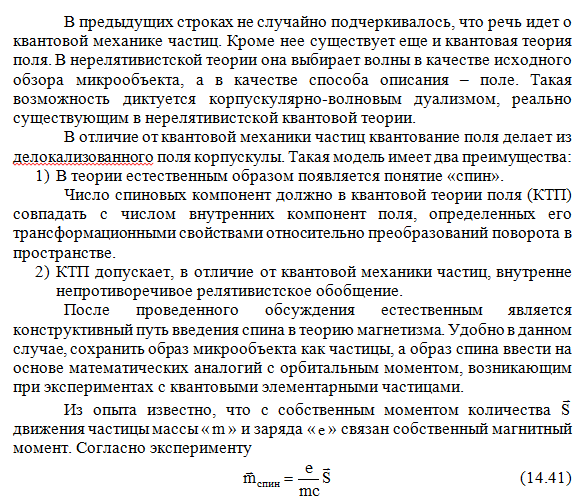 В предыдущих строках не случайно подчеркивалось, что речь идет о
квантовой механике частиц. Кроме нее существует еще и квантовая теория
поля. В нерелятивистской теории она выбирает волны в качестве исходного
обзора микрообъекта, а в качестве способа описания – поле. Такая
возможность диктуется корпускулярно-волновым дуализмом, реально
существующим в нерелятивистской квантовой теории.
В отличие от квантовой механики частиц квантование поля делает из
делокализованного поля корпускулы. Такая модель имеет два преимущества:
1) В теории естественным образом появляется понятие «спин».
Число спиновых компонент должно в квантовой теории поля (КТП)
совпадать с числом внутренних компонент поля, определенных его
трансформационными свойствами относительно преобразований поворота в
пространстве.
2) КТП допускает, в отличие от квантовой механики частиц, внутренне
непротиворечивое релятивистское обобщение.
После проведенного обсуждения естественным является
конструктивный путь введения спина в теорию магнетизма. Удобно в данном
случае, сохранить образ микрообъекта как частицы, а образ спина ввести на
основе математических аналогий с орбитальным моментом, возникающим
при экспериментах с квантовыми элементарными частицами.
Из опыта известно, что с собственным моментом количества S⃗
движения частицы массы « m » и заряда « e » связан собственный магнитный
момент. Согласно эксперименту
m⃗спин = e/mc S⃗ (14.41)